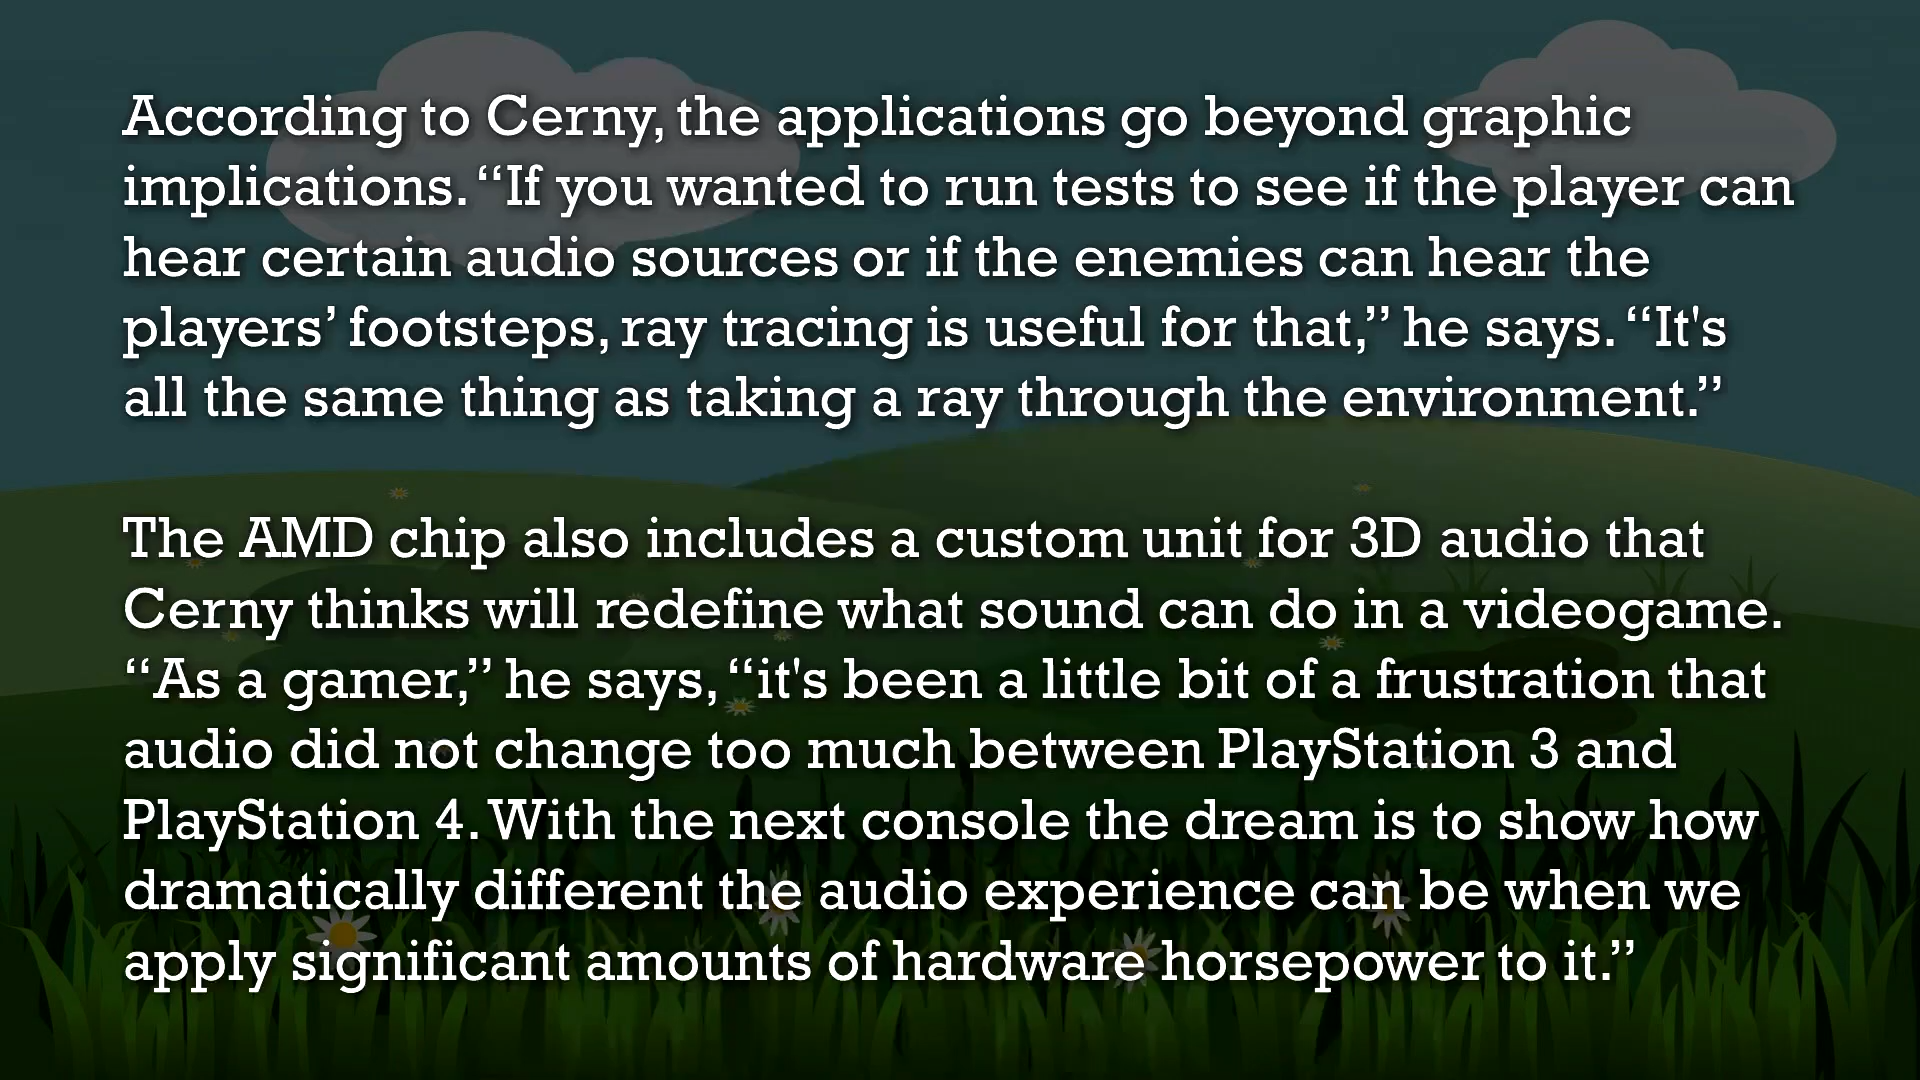 According to Cerny, the applications go beyond graphic
implications. “If you wanted to run tests to see if the player can
hear certain audio sources or if the enemies can hear the
players’ footsteps, ray tracing is useful for that,” he says. “It's
all the same thing as taking a ray through the environment.”
The AMD chip also includes a custom unit for 3D audio that
Cerny thinks will redefine what sound can do in a videogame.
“As a gamer,” he says, “it's been a little bit of a frustration that
audio did not change too much between PlayStation 3 and
PlayStation 4. With the next console the dream is to show how
dramatically different the audio experience can be when we
apply significant amounts of hardware horsepower to it.”